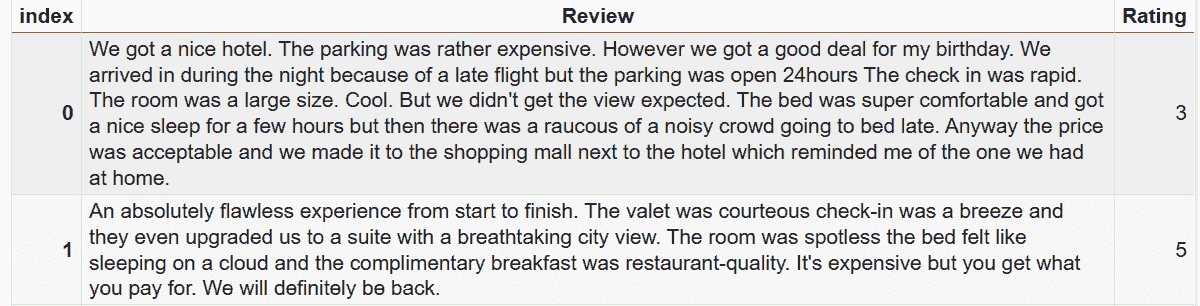 index Review Rating
We got a nice hotel. The parking was rather expensive. However we got a good deal for my birthday. We
arrived in during the night because of a late flight but the parking was open 24hours The check in was rapid.
The room was a large size. Cool. But we didn't get the view expected. The bed was super comfortable and got
0 3
a nice sleep for a few hours but then there was a raucous of a noisy crowd going to bed late. Anyway the price
was acceptable and we made it to the shopping mall next to the hotel which reminded me of the one we had
at home.
An absolutely flawless experience from start to finish. The valet was courteous check-in was a breeze and
they even upgraded us to a suite with a breathtaking city view. The room was spotless the bed felt like
1 5
sleeping on a cloud and the complimentary breakfast was restaurant-quality. It's expensive but you get what
you pay for. We will definitely be back.